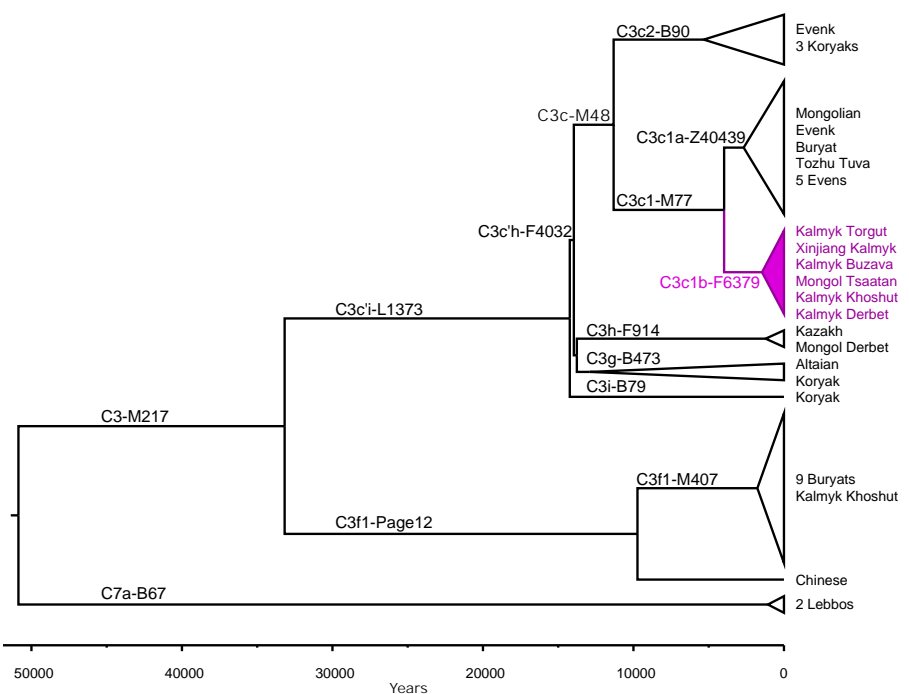 C3c2-B90
Evenk
3 Koryaks
C3c-M48
C3c1a-Z40439
Mongolian
Evenk
Buryat
Tozhu Tuva
5 Evens
C3c1-M77
C3c'h-F4032
Kalmyk Torgut
Xinjiang Kalmyk
Kalmyk Buzava
Mongol Tsaatan
Kalmyk Khoshut
Kalmyk Derbet
C3c1b-F6379
C3c'i-L1373
C3h-F914
Kazakh
Mongol Derbet
C3g-B473
Altaian
Koryak
C3i-B79
Koryak
C3-M217
C3f1-M407
9 Buryats
Kalmyk Khoshut
C3f1-Page12
Chinese
C7a-B67
2 Lebbos
50000 40000 30000 20000 10000 0
Years